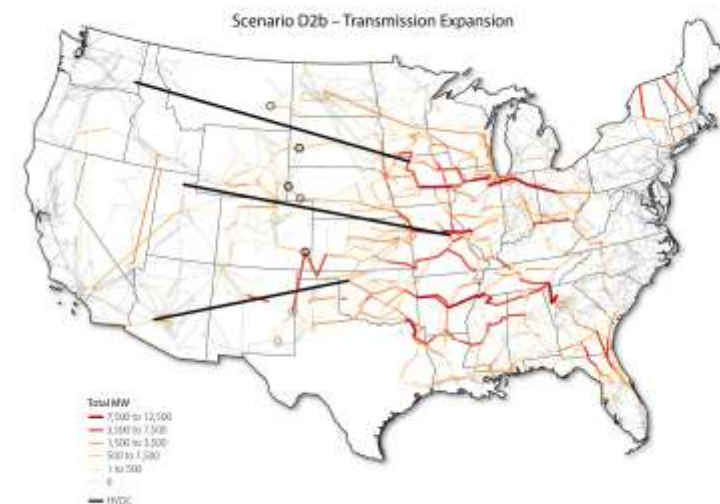 Scenario D2b – Transmission Expansion
Total MW
7,500 to 12,500
3,500 to 7,500
1,500 to 3,500
500 to 1,500
1 to 500
0
HVDC